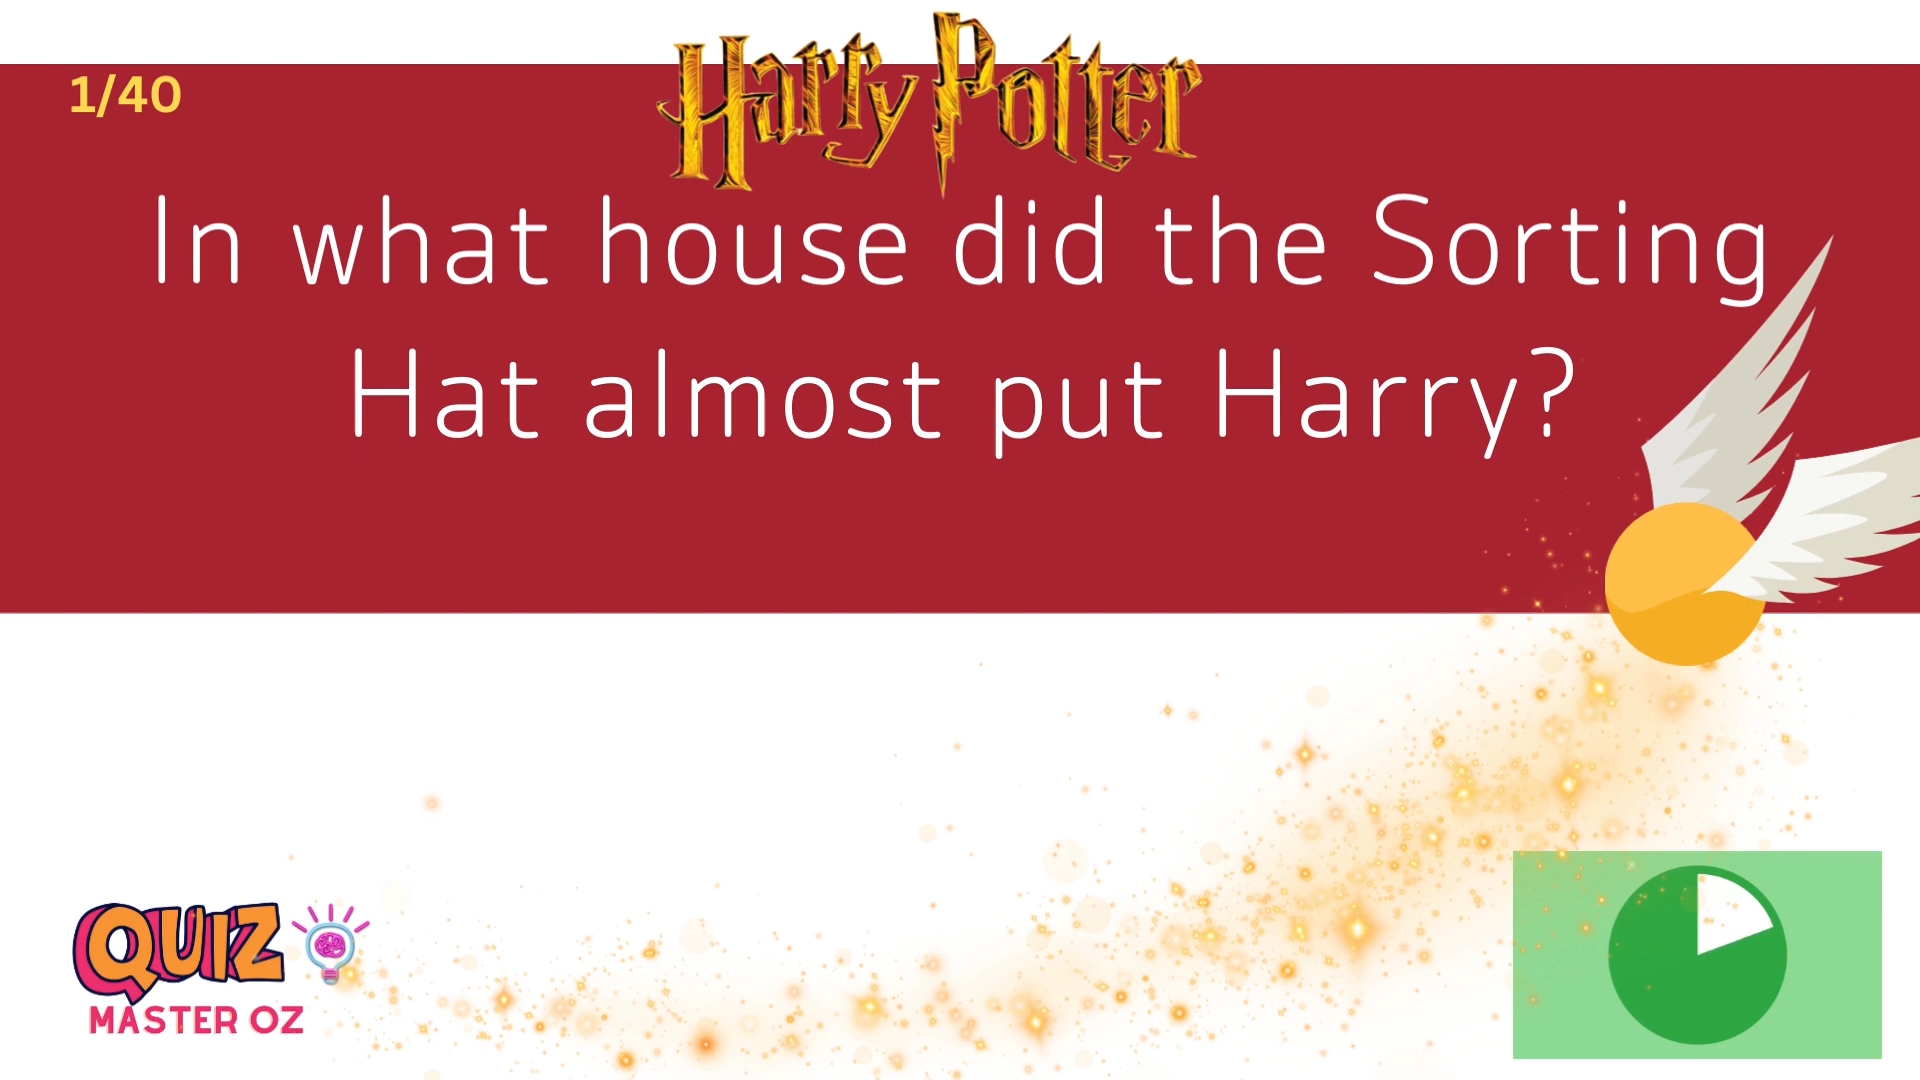 Harry Potter
1/40
In what house did the Sorting
Hat almost put Harry?
QUIZ
MASTER OZ